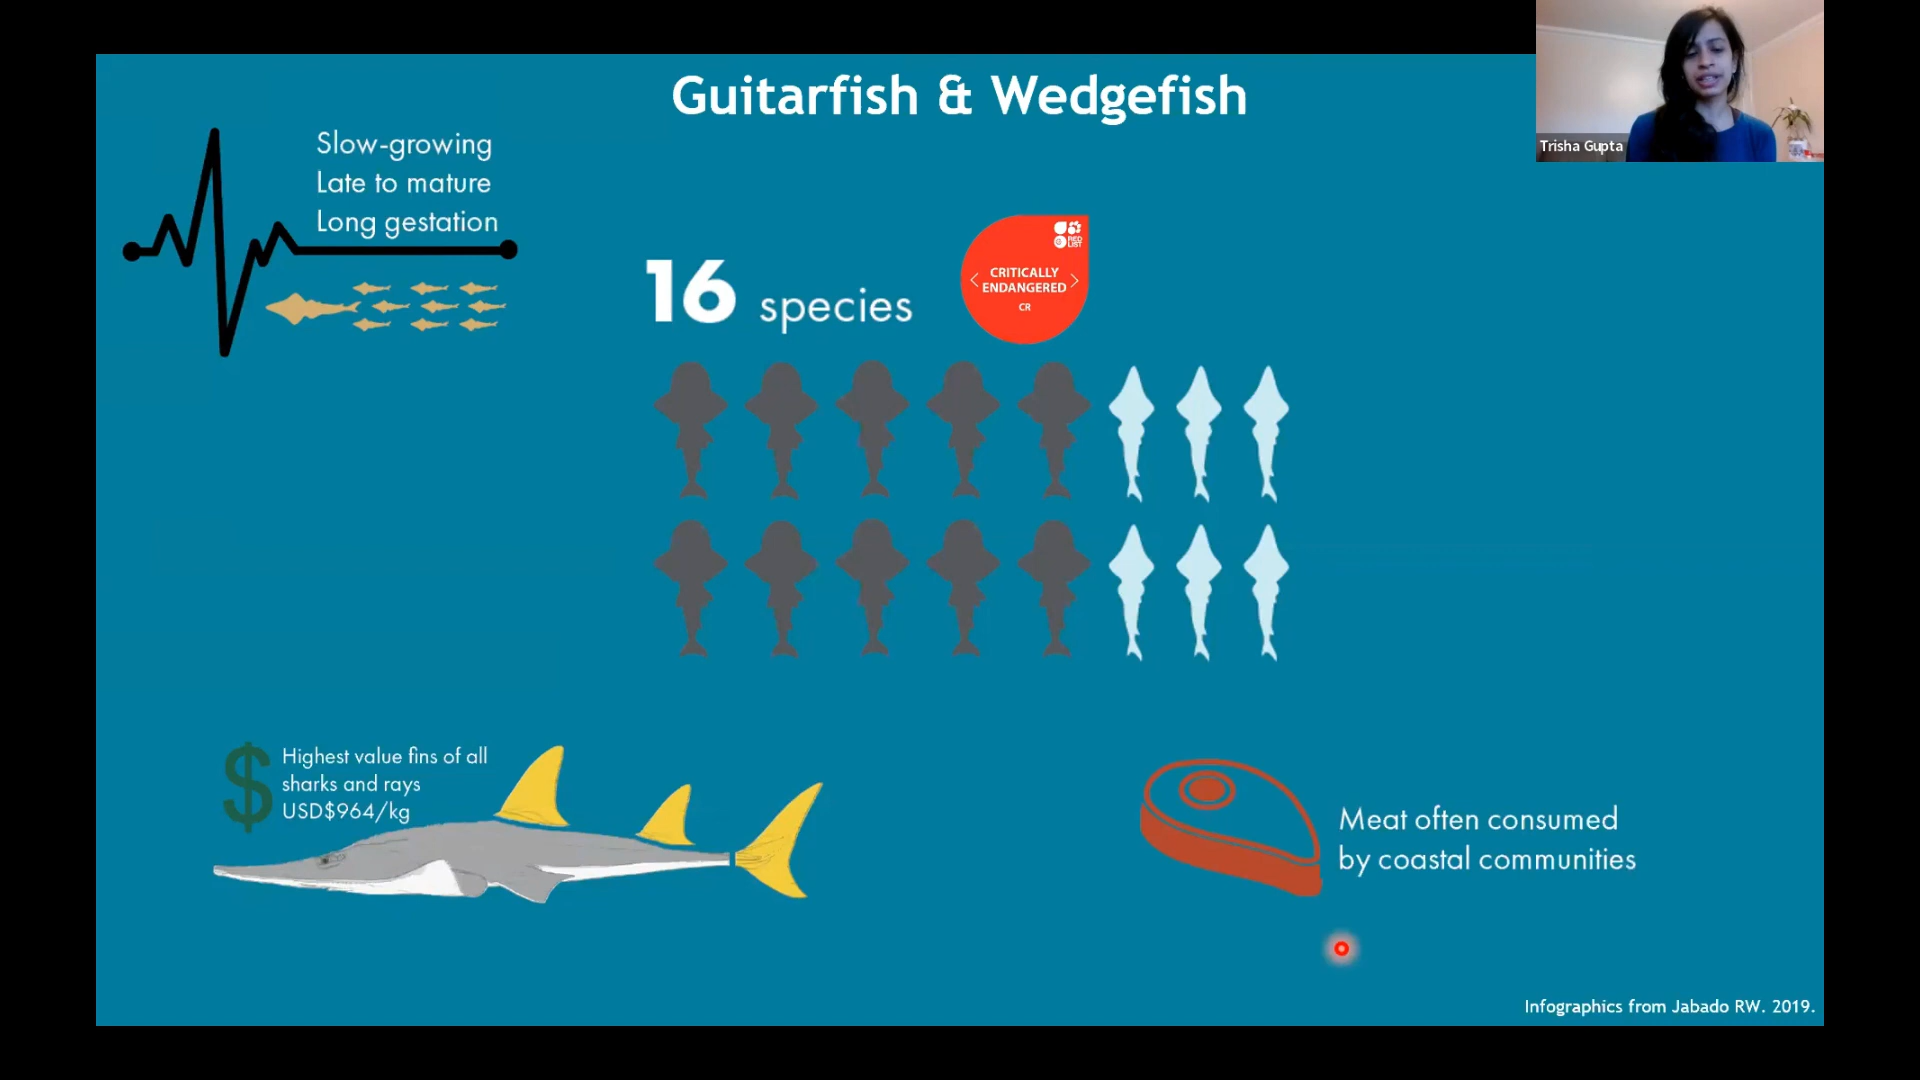 Guitarfish & Wedgefish
Trisha Gupta
Slow-growing
Late to mature
Long gestation
16 species
RED
LIST
CRITICALLY
ENDANGERED
CR
$
Highest value fins of all
sharks and rays
USD$964/kg
Meat often consumed
by coastal communities
Infographics from Jabado RW. 2019.